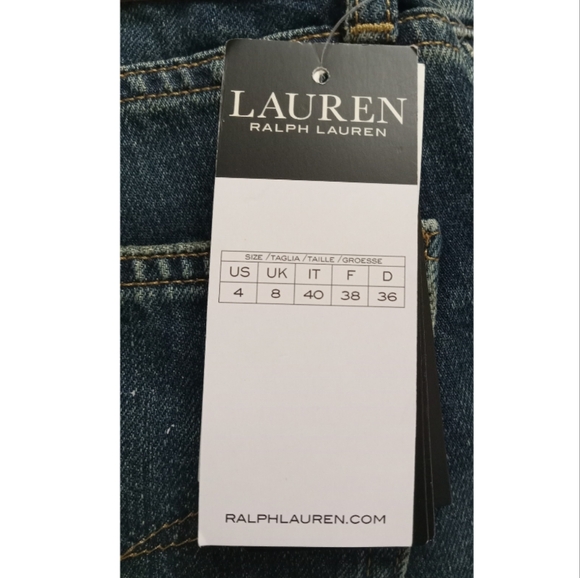 LAUREN
RALPH LAUREN
SIZE /TAGLIA /TAILLE /GROESSE
US UK IT F D
4 8 40 38 36
RALPHLAUREN.COM